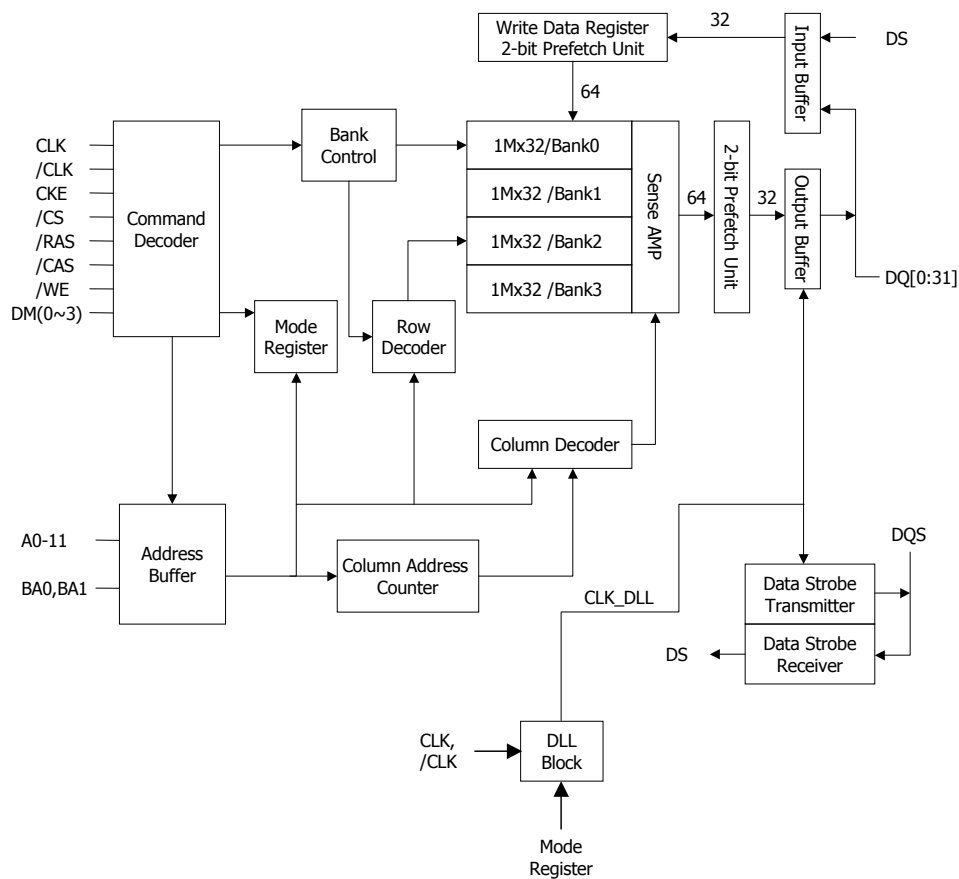 32
Write Data Register
2-bit Prefetch Unit
Input Buffer
DS
64
Bank
Control
CLK
/CLK
CKE
/CS
/RAS
/CAS
/WE
DM(0~3)
Command
Decoder
1Mx32/Bank0
1Mx32 /Bank1
1Mx32 /Bank2
1Mx32 /Bank3
Sense AMP
64
2-bit Prefetch Unit
32
Output Buffer
DQ[0:31]
Mode
Register
Row
Decoder
Column Decoder
A0-11
BA0,BA1
Address
Buffer
Column Address
Counter
CLK_DLL
DQS
Data Strobe
Transmitter
Data Strobe
Receiver
DS
CLK,
/CLK
DLL
Block
Mode
Register